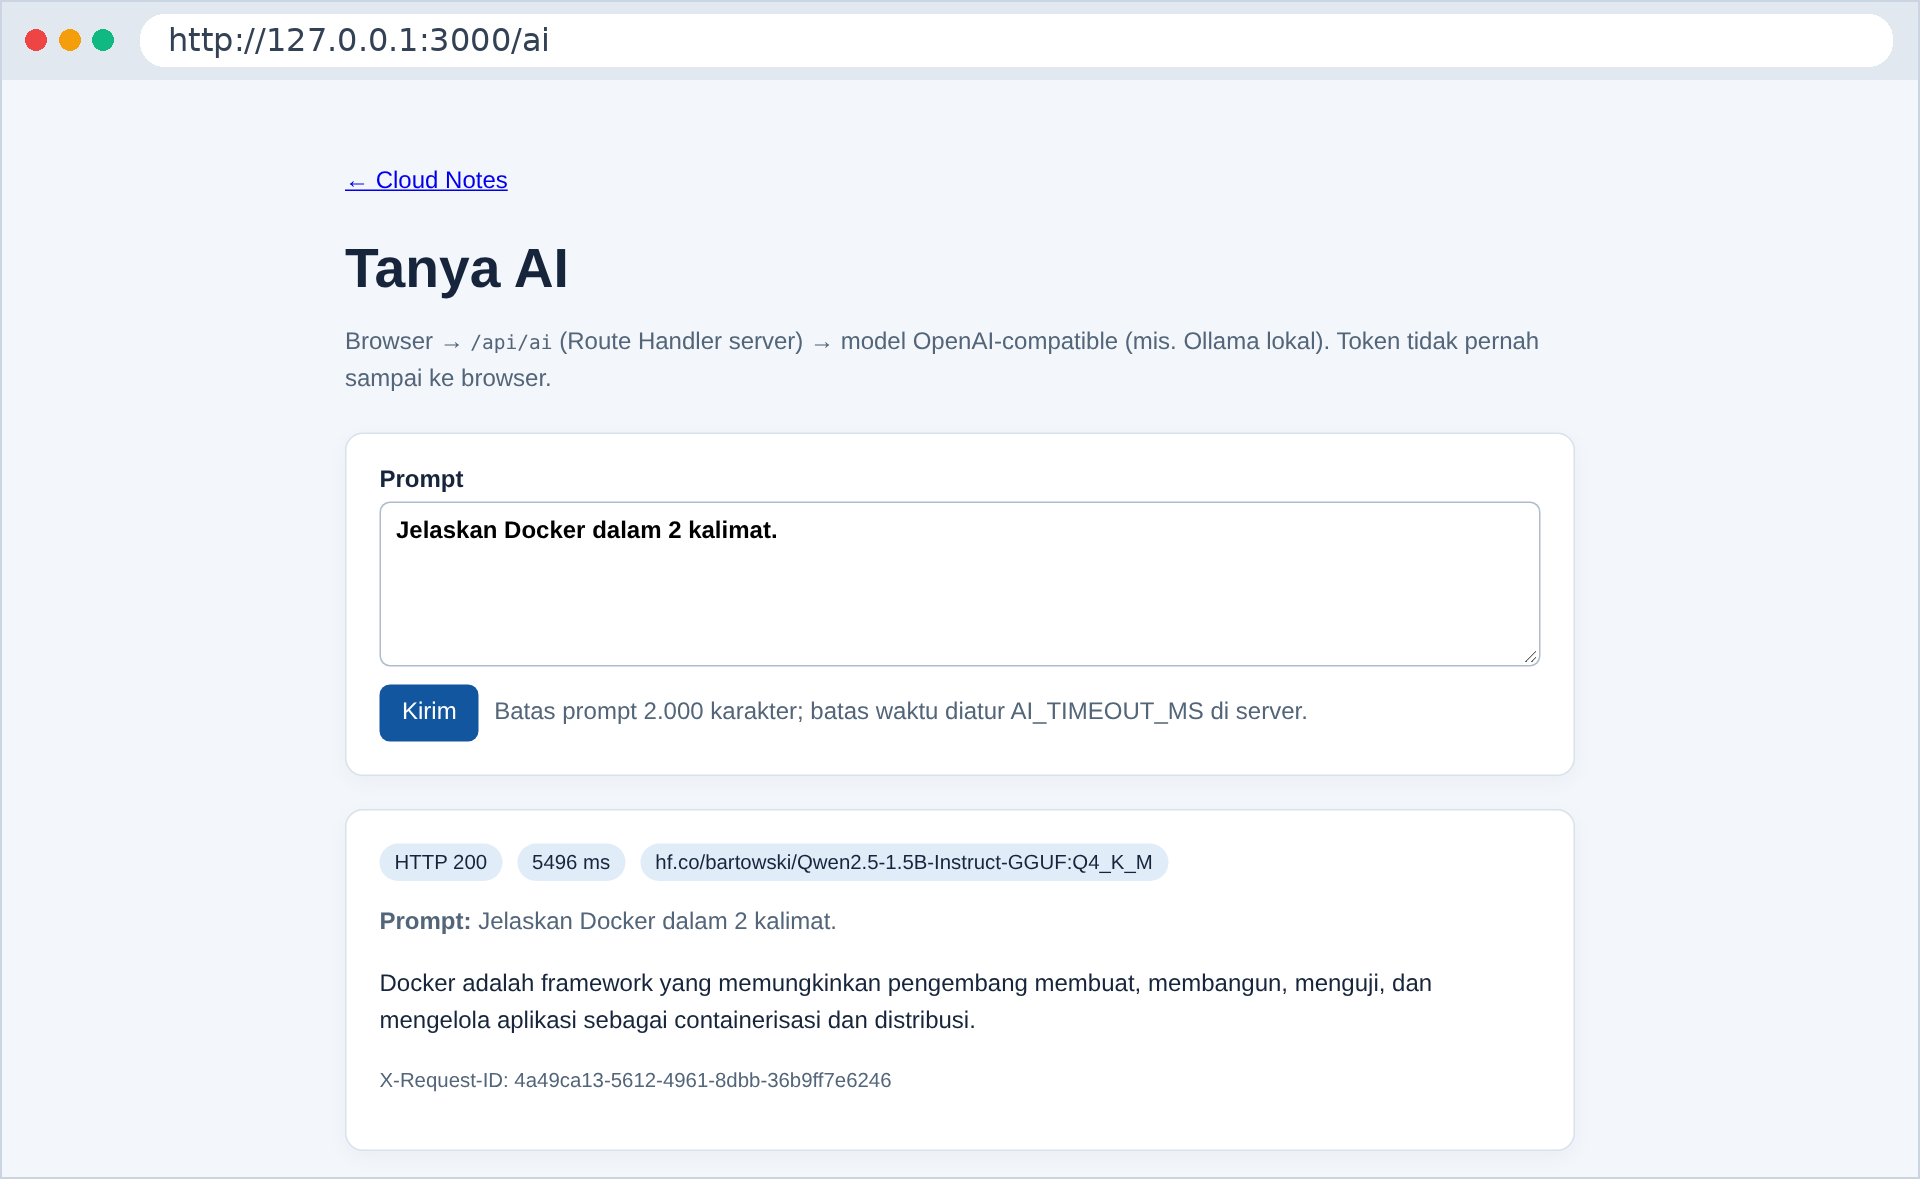 http://127.0.0.1:3000/ai
← Cloud Notes
Tanya AI
Browser → /api/ai (Route Handler server) → model OpenAI-compatible (mis. Ollama lokal). Token tidak pernah
sampai ke browser.
Prompt
Jelaskan Docker dalam 2 kalimat.
Kirim Batas prompt 2.000 karakter; batas waktu diatur AI_TIMEOUT_MS di server.
HTTP 200 5496 ms hf.co/bartowski/Qwen2.5-1.5B-Instruct-GGUF:Q4_K_M
Prompt: Jelaskan Docker dalam 2 kalimat.
Docker adalah framework yang memungkinkan pengembang membuat, membangun, menguji, dan
mengelola aplikasi sebagai containerisasi dan distribusi.
X-Request-ID: 4a49ca13-5612-4961-8dbb-36b9ff7e6246